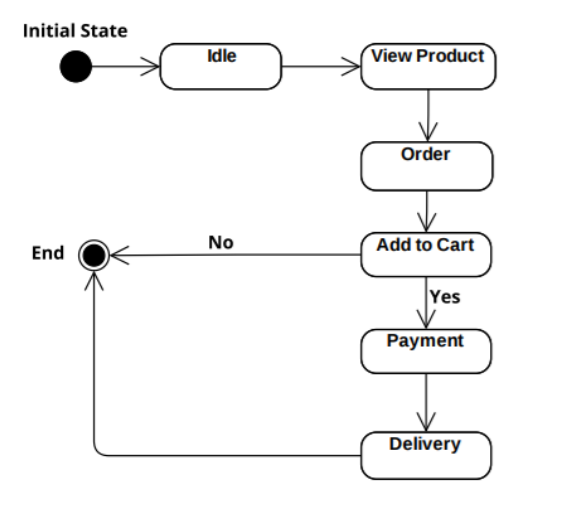 Initial State
Idle
View Product
Order
Add to Cart
No
End
Yes
Payment
Delivery